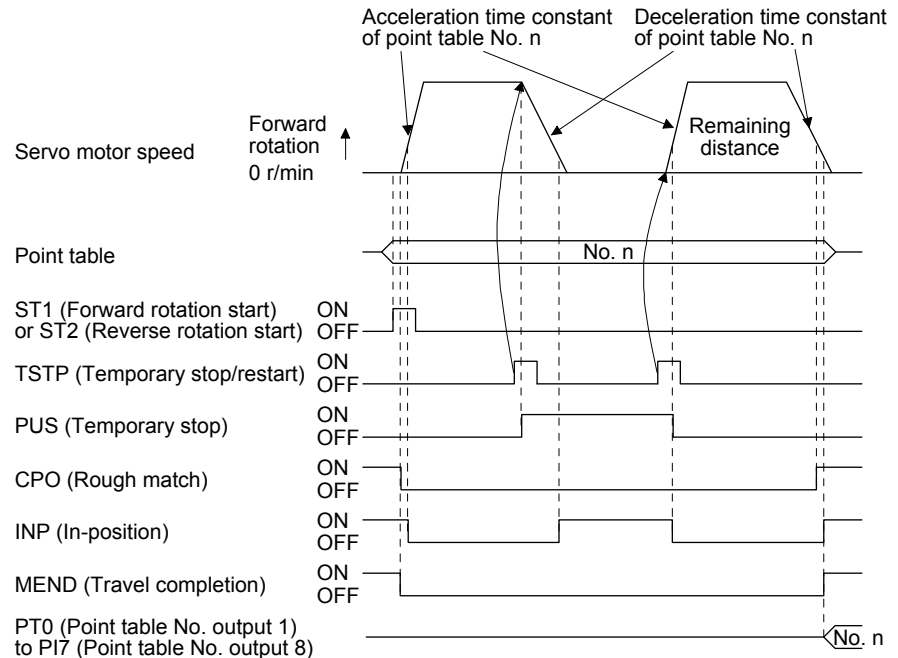 Acceleration time constant
of point table No. n
Deceleration time constant
of point table No. n
Servo motor speed
Forward
rotation
0 r/min
Remaining
distance
Point table
No. n
ST1 (Forward rotation start)
or ST2 (Reverse rotation start)
ON
OFF
TSTP (Temporary stop/restart)
ON
OFF
PUS (Temporary stop)
ON
OFF
CPO (Rough match)
ON
OFF
INP (In-position)
ON
OFF
MEND (Travel completion)
ON
OFF
PT0 (Point table No. output 1)
to PI7 (Point table No. output 8)
No. n